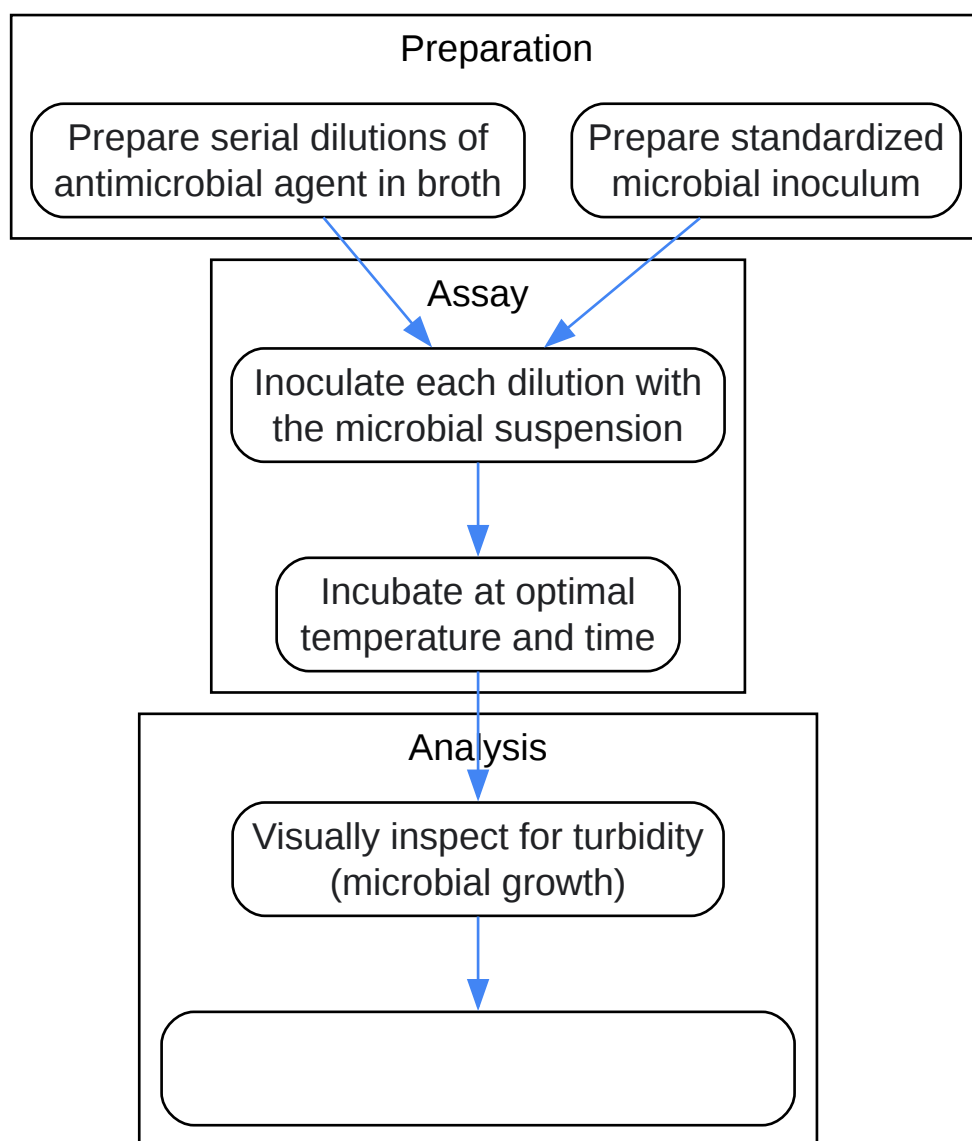 Preparation
Prepare serial dilutions of
antimicrobial agent in broth
Prepare standardized
microbial inoculum
Assay
Inoculate each dilution with
the microbial suspension
Incubate at optimal
temperature and time
Analysis
Visually inspect for turbidity
(microbial growth)